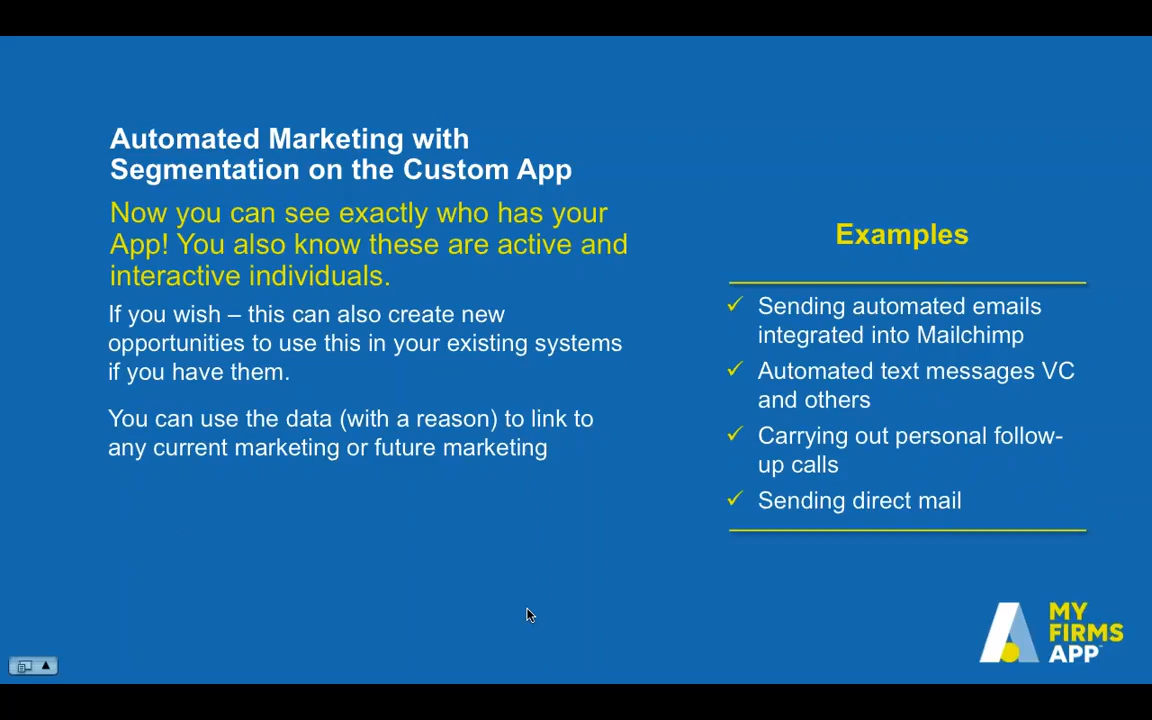 Automated Marketing with
Segmentation on the Custom App
Now you can see exactly who has your
App! You also know these are active and
interactive individuals.
If you wish – this can also create new
opportunities to use this in your existing systems
if you have them.
You can use the data (with a reason) to link to
any current marketing or future marketing
Examples
Sending automated emails
integrated into Mailchimp
Automated text messages VC
and others
Carrying out personal follow-
up calls
Sending direct mail
MY
FIRMS
APP